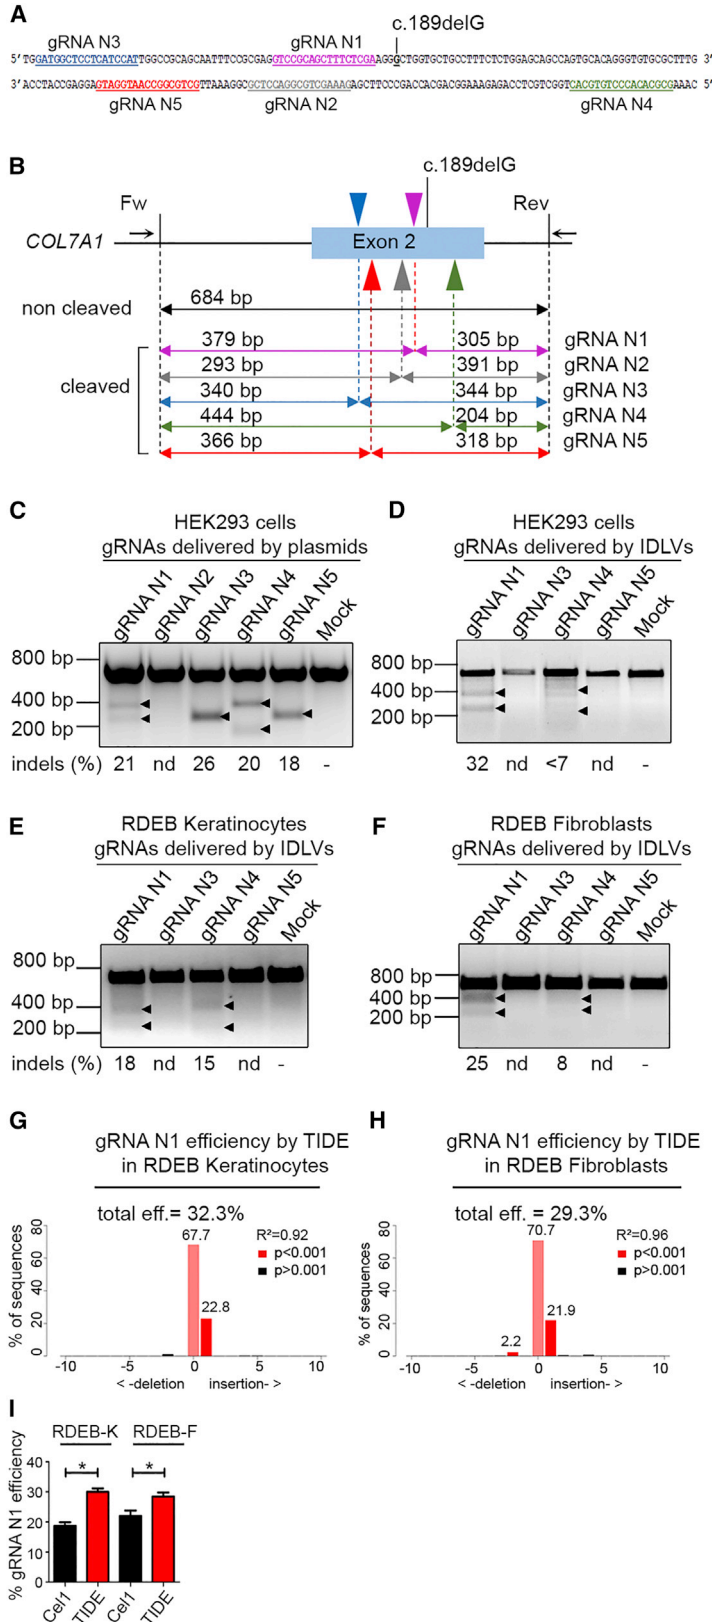 A
c.189delG
gRNA N3
gRNA N1
5' TGGATGGCTCCTCATCCATTTGGCCGCAGCAATTTCCGCGAGGTCCGCAGCTTTCTCGAAGGGCTGGTGCTGCCTTTCTCTGGAGCAGCCAGTGCACAGGGTGTGCGCTTTG 3'
3' ACCTACCGAGGAGTAGGTAACCGGCGTCGTTAAAGGCGCTCCAGGCGTCGAAAGAGCTTCCCGACCACGACGGAAAGAGACCTCGTCGGTCACGTGTCCCACACGCGAAAC 5'
gRNA N5
gRNA N2
gRNA N4
B
c.189delG
Fw
Rev
COL7A1
Exon 2
non cleaved
684 bp
379 bp 305 bp gRNA N1
293 bp 391 bp gRNA N2
cleaved
340 bp 344 bp gRNA N3
444 bp 204 bp gRNA N4
366 bp 318 bp gRNA N5
C
HEK293 cells
gRNAs delivered by plasmids
gRNA N1
gRNA N2
gRNA N3
gRNA N4
gRNA N5
Mock
800 bp
400 bp
200 bp
indels (%) 21 nd 26 20 18 -
D
HEK293 cells
gRNAs delivered by IDLVs
gRNA N1
gRNA N3
gRNA N4
gRNA N5
Mock
800 bp
400 bp
200 bp
32 nd <7 nd -
E
RDEB Keratinocytes
gRNAs delivered by IDLVs
gRNA N1
gRNA N3
gRNA N4
gRNA N5
Mock
800 bp
400 bp
200 bp
indels (%) 18 nd 15 nd -
F
RDEB Fibroblasts
gRNAs delivered by IDLVs
gRNA N1
gRNA N3
gRNA N4
gRNA N5
Mock
800 bp
400 bp
200 bp
25 nd 8 nd -
G
gRNA N1 efficiency by TIDE
in RDEB Keratinocytes
total eff.= 32.3%
% of sequences
80
60
40
20
0
67.7
22.8
R²=0.92
p<0.001
p>0.001
-10 -5 0 5 10
< -deletion insertion- >
H
gRNA N1 efficiency by TIDE
in RDEB Fibroblasts
total eff. = 29.3%
% of sequences
80
60
40
20
0
70.7
21.9
2.2
R²=0.96
p<0.001
p>0.001
-10 -5 0 5 10
< -deletion insertion- >
I
RDEB-K RDEB-F
% gRNA N1 efficiency
40
30
20
10
0
* *
Cel1
TIDE
Cel1
TIDE